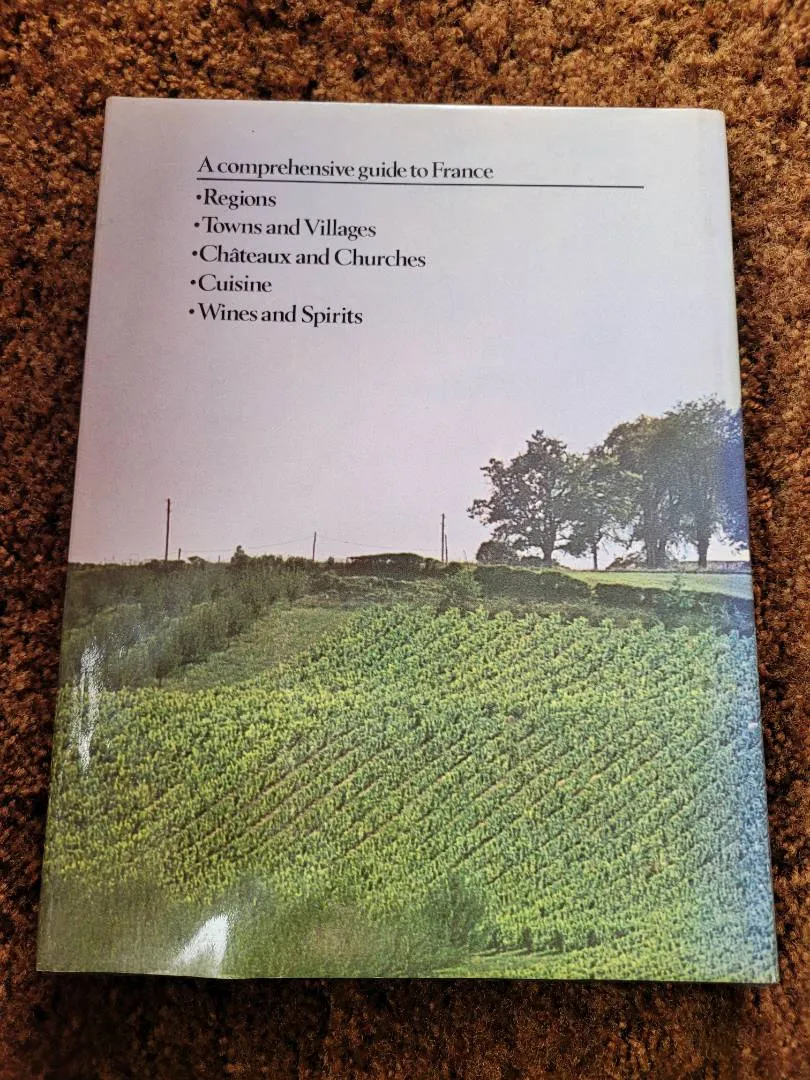 A comprehensive guide to France
•Regions
•Towns and Villages
•Châteaux and Churches
•Cuisine
•Wines and Spirits